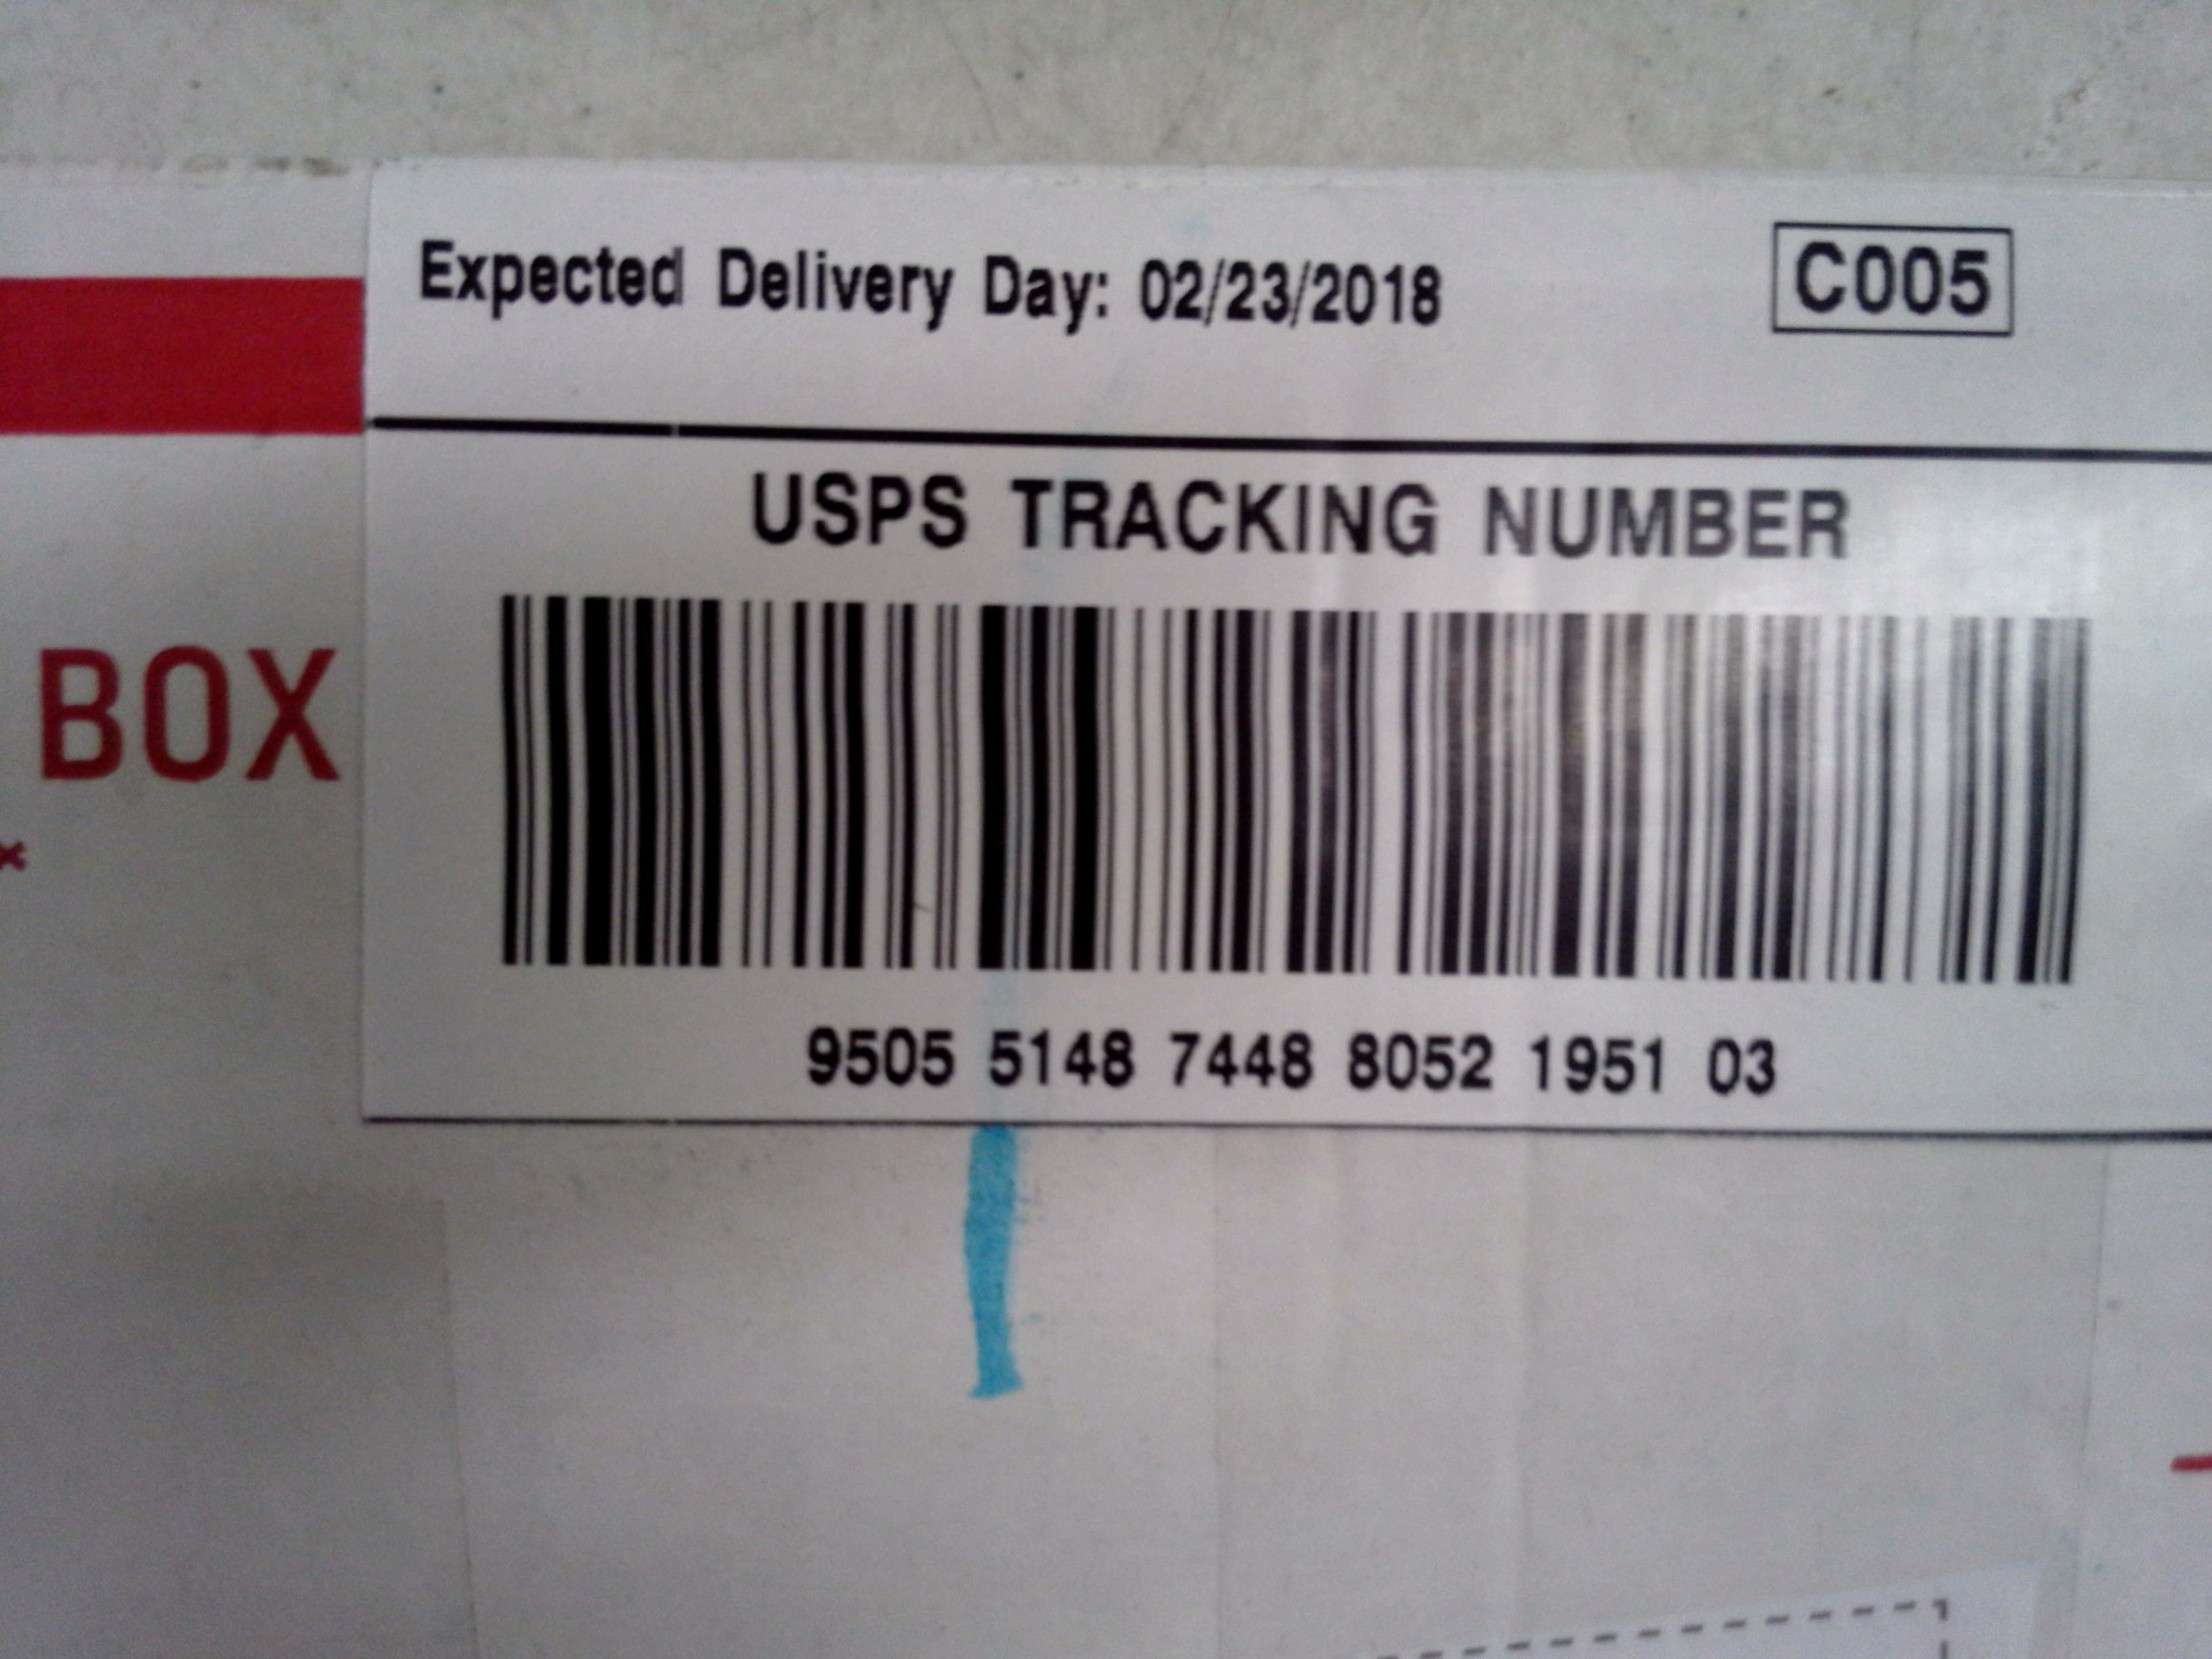 Expected Delivery Day: 02/23/2018
C005
USPS TRACKING NUMBER
BOX
x
9505 5148 7448 8052 1951 03